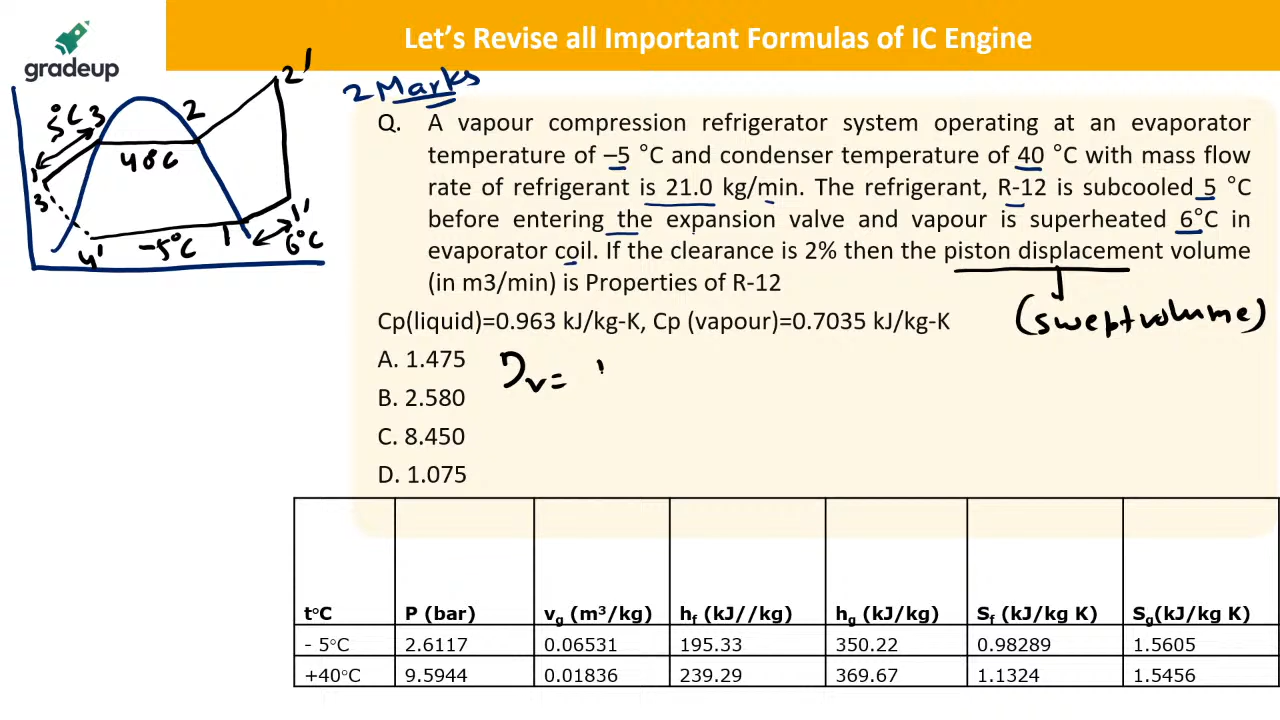 Let's Revise all Important Formulas of IC Engine
gradeup
2 Marks
Q. A vapour compression refrigerator system operating at an evaporator
temperature of –5 °C and condenser temperature of 40 °C with mass flow
rate of refrigerant is 21.0 kg/min. The refrigerant, R-12 is subcooled 5 °C
before entering the expansion valve and vapour is superheated 6°C in
evaporator coil. If the clearance is 2% then the piston displacement volume
(in m3/min) is Properties of R-12
Cp(liquid)=0.963 kJ/kg-K, Cp (vapour)=0.7035 kJ/kg-K
(swept volume)
A. 1.475
B. 2.580
C. 8.450
D. 1.075
2'
5°C 3 2
40°C
3'
1'
4' -5°C 1 6°C
ηv =
t°C P (bar) vg (m³/kg) hf (kJ//kg) hg (kJ/kg) Sf (kJ/kg K) Sg(kJ/kg K)
- 5°C 2.6117 0.06531 195.33 350.22 0.98289 1.5605
+40°C 9.5944 0.01836 239.29 369.67 1.1324 1.5456